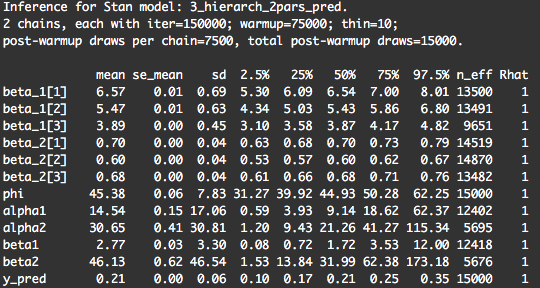 Inference for Stan model: 3_hierarch_2pars_pred.
2 chains, each with iter=150000; warmup=75000; thin=10;
post-warmup draws per chain=7500, total post-warmup draws=15000.
mean se_mean sd 2.5% 25% 50% 75% 97.5% n_eff Rhat
beta_1[1] 6.57 0.01 0.69 5.30 6.09 6.54 7.00 8.01 13500 1
beta_1[2] 5.47 0.01 0.63 4.34 5.03 5.43 5.86 6.80 13491 1
beta_1[3] 3.89 0.00 0.45 3.10 3.58 3.87 4.17 4.82 9651 1
beta_2[1] 0.70 0.00 0.04 0.63 0.68 0.70 0.73 0.79 14519 1
beta_2[2] 0.60 0.00 0.04 0.53 0.57 0.60 0.62 0.67 14870 1
beta_2[3] 0.68 0.00 0.04 0.61 0.66 0.68 0.71 0.76 13482 1
phi 45.38 0.06 7.83 31.27 39.92 44.93 50.28 62.25 15000 1
alpha1 14.54 0.15 17.06 0.59 3.93 9.14 18.62 62.37 12402 1
alpha2 30.65 0.41 30.81 1.20 9.43 21.26 41.27 115.34 5695 1
beta1 2.77 0.03 3.30 0.08 0.72 1.72 3.53 12.00 12418 1
beta2 46.13 0.62 46.54 1.53 13.84 31.99 62.38 173.18 5676 1
y_pred 0.21 0.00 0.06 0.10 0.17 0.21 0.25 0.35 15000 1